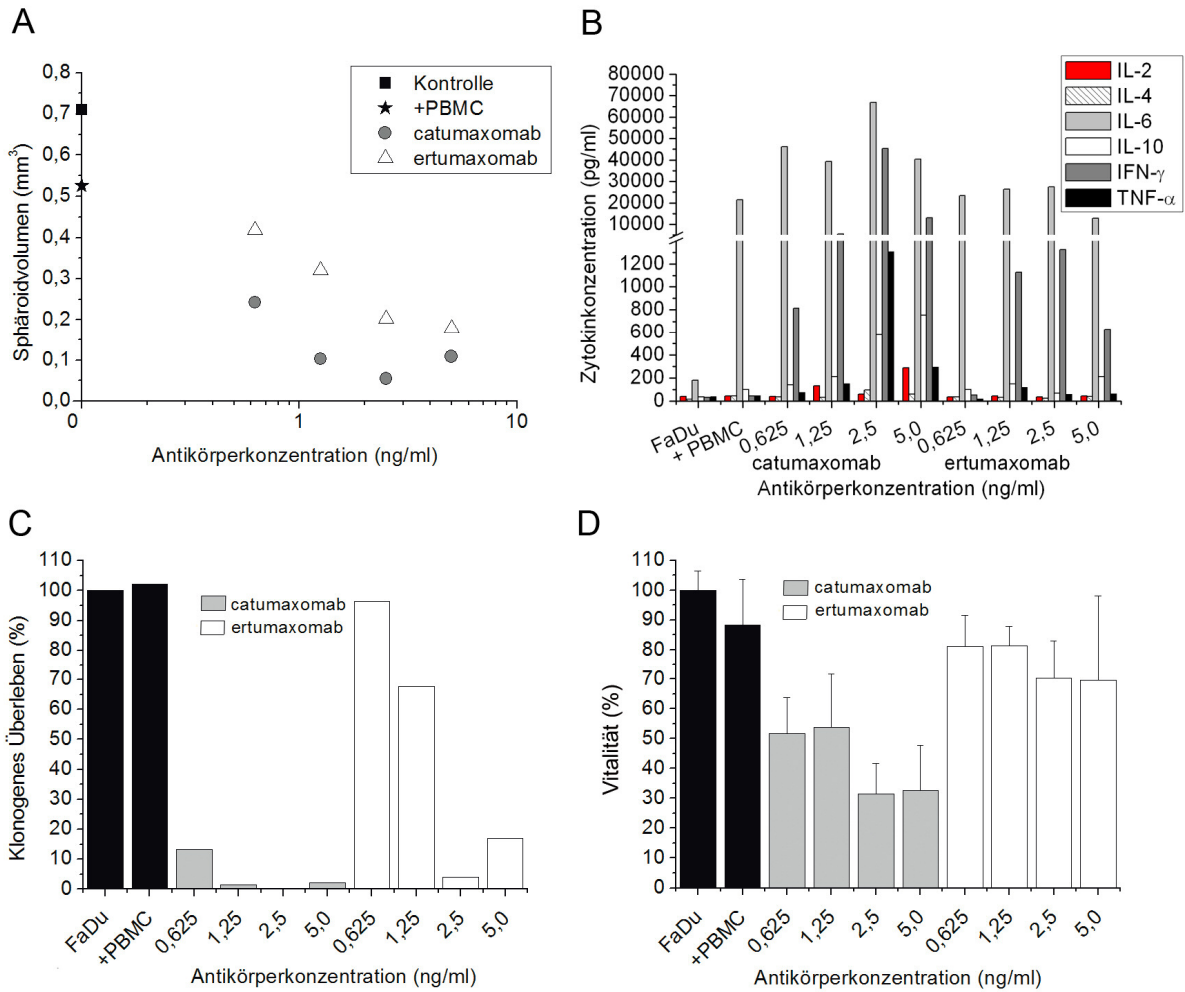 A
0,8
0,7
0,6
0,5
0,4
0,3
0,2
0,1
0,0
Sphäroidvolumen (mm³)
Kontrolle
+PBMC
catumaxomab
ertumaxomab
0 1 10
Antikörperkonzentration (ng/ml)
B
80000
70000
60000
50000
40000
30000
20000
10000
1200
1000
800
600
400
200
0
Zytokinkonzentration (pg/ml)
IL-2
IL-4
IL-6
IL-10
IFN-γ
TNF-α
FaDu + PBMC 0,625 1,25 2,5 5,0 0,625 1,25 2,5 5,0
catumaxomab ertumaxomab
Antikörperkonzentration (ng/ml)
C
110
100
90
80
70
60
50
40
30
20
10
0
Klonogenes Überleben (%)
catumaxomab
ertumaxomab
FaDu +PBMC 0,625 1,25 2,5 5,0 0,625 1,25 2,5 5,0
Antikörperkonzentration (ng/ml)
D
110
100
90
80
70
60
50
40
30
20
10
0
Vitalität (%)
catumaxomab
ertumaxomab
FaDu +PBMC 0,625 1,25 2,5 5,0 0,625 1,25 2,5 5,0
Antikörperkonzentration (ng/ml)